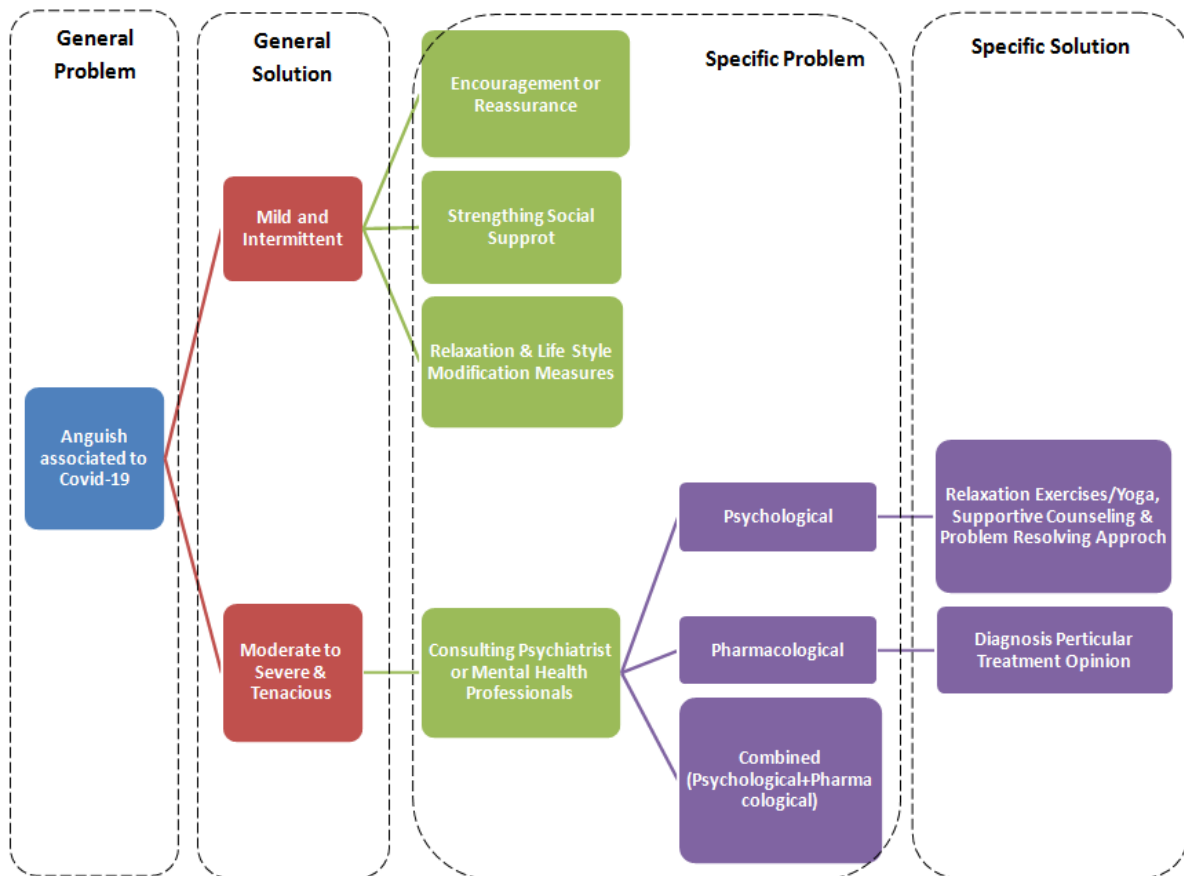 General
Problem
General
Solution
Specific Problem
Specific Solution
Encouragement or
Reassurance
Mild and
Intermittent
Strengthing Social
Supprot
Relaxation & Life Style
Modification Measures
Anguish
associated to
Covid-19
Psychological
Relaxation Exercises/Yoga,
Supportive Counseling &
Problem Resolving Approch
Moderate to
Severe &
Tenacious
Consulting Psychiatrist
or Mental Health
Professionals
Pharmacological
Diagnosis Perticular
Treatment Opinion
Combined
(Psychological+Pharma
cological)